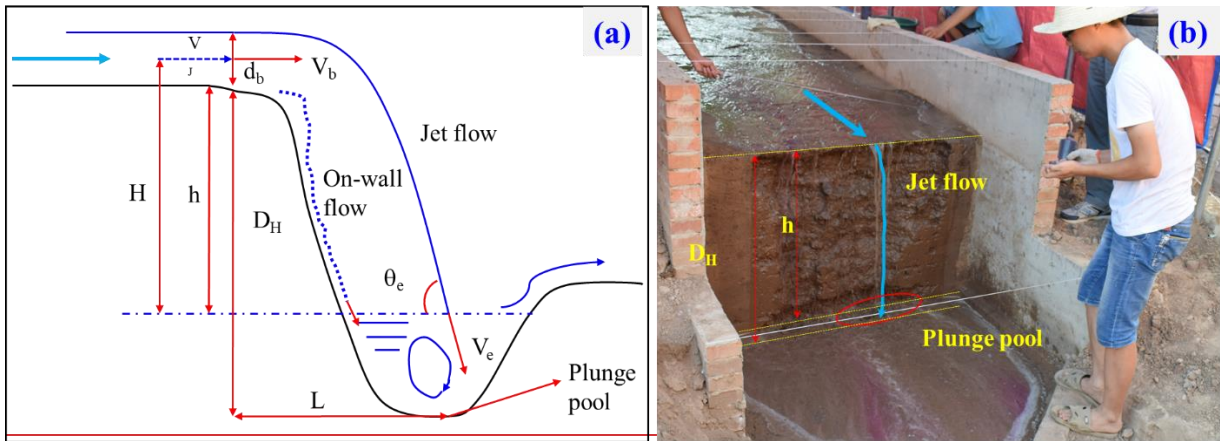 (a)
V
J
d_b
V_b
Jet flow
H
h
D_H
On-wall
flow
θ_e
V_e
L
Plunge
pool
(b)
Jet flow
h
D_H
Plunge pool